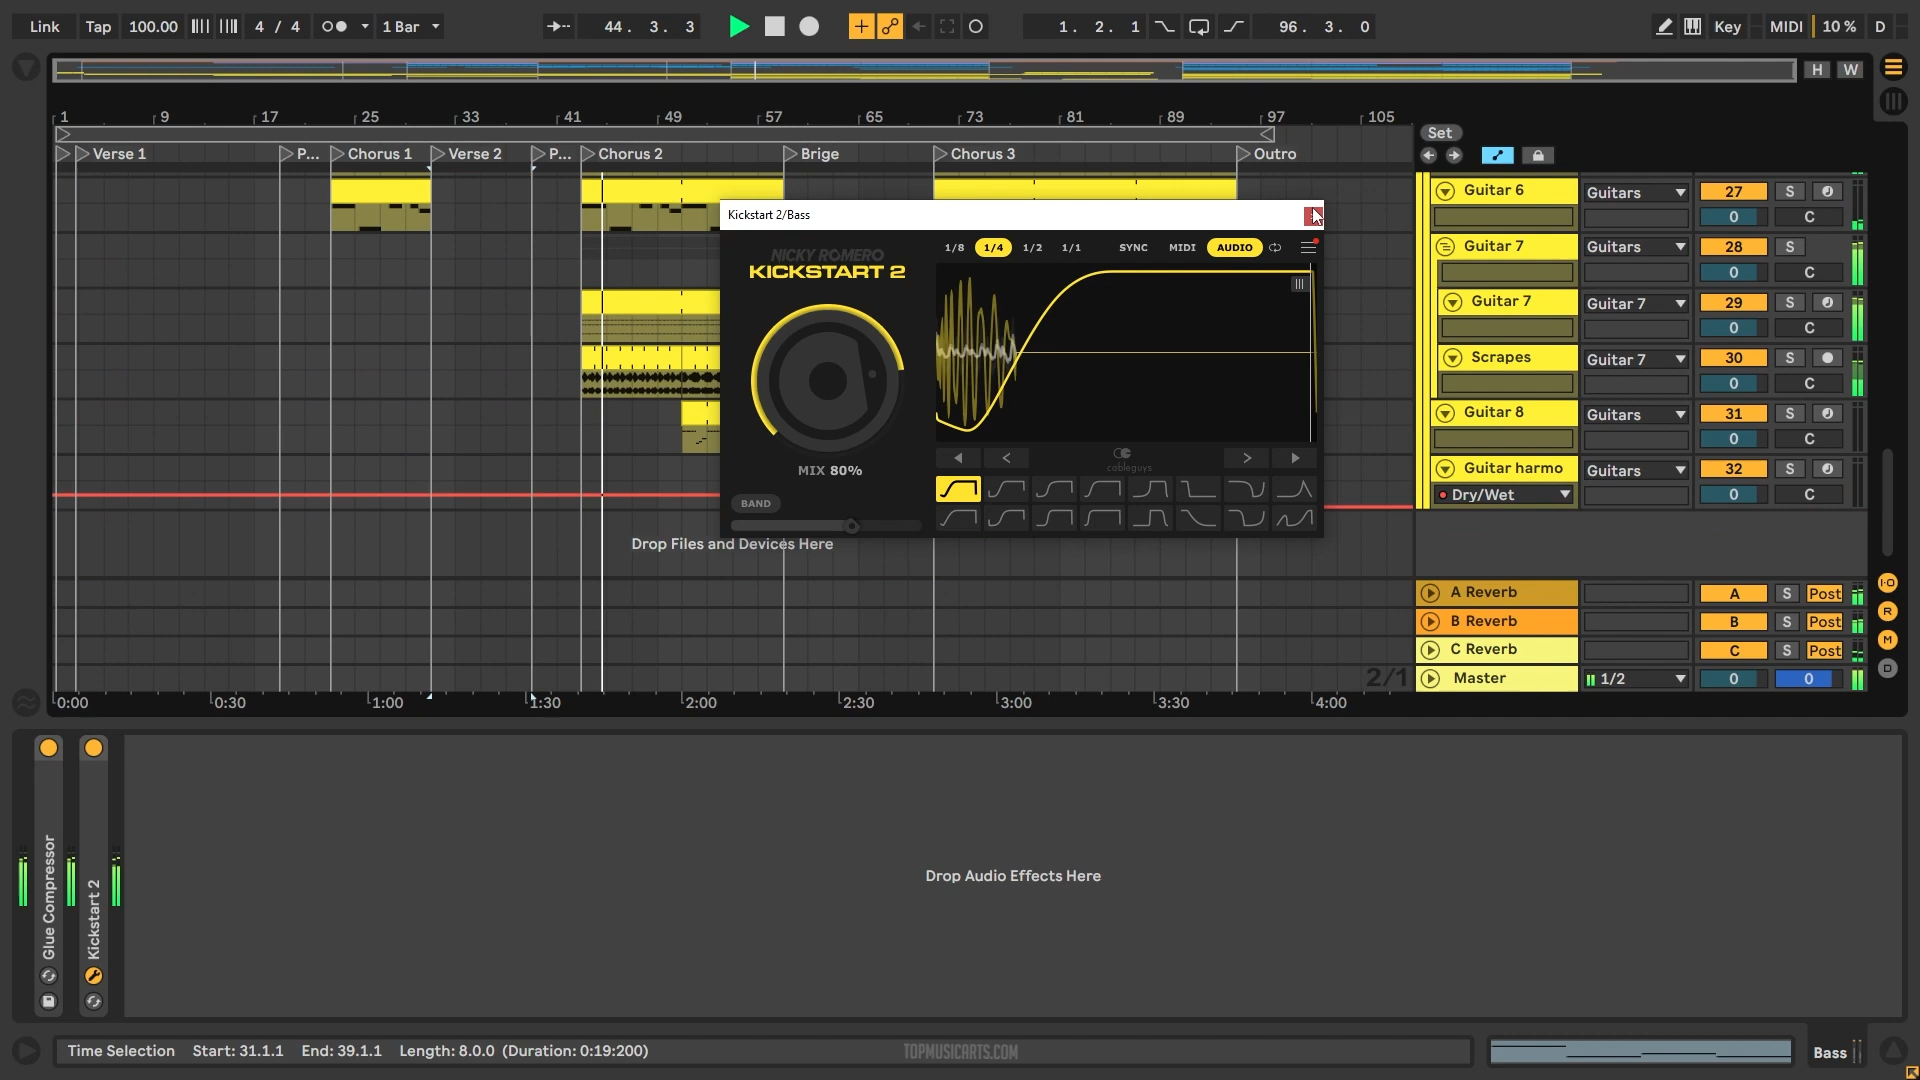 Link Tap 100.00 4 / 4 1 Bar 44. 3. 3 1. 2. 1 96. 3. 0 Key MIDI 10 % D
H W
1 9 17 25 33 41 49 57 65 73 81 89 97 105
Set
Verse 1 P... Chorus 1 Verse 2 P... Chorus 2 Brige Chorus 3 Outro
Guitar 6 Guitars 27 S
0 C
Kickstart 2/Bass
1/8 1/4 1/2 1/1 SYNC MIDI AUDIO
NICKY ROMERO
KICKSTART 2
MIX 80%
BAND
cableguys
Guitar 7 Guitars 28 S
0 C
Guitar 7 Guitar 7 29 S
0 C
Scrapes Guitar 7 30 S
0 C
Guitar 8 Guitars 31 S
0 C
Guitar harmo Guitars 32 S
Dry/Wet 0 C
Drop Files and Devices Here
A Reverb A S Post
B Reverb B S Post
C Reverb C S Post
2/1 Master 1/2 0 0
I·O
R
M
D
0:00 0:30 1:00 1:30 2:00 2:30 3:00 3:30 4:00
Glue Compressor
Kickstart 2
Drop Audio Effects Here
Time Selection Start: 31.1.1 End: 39.1.1 Length: 8.0.0 (Duration: 0:19:200)
TOPMUSICARTS.COM
Bass